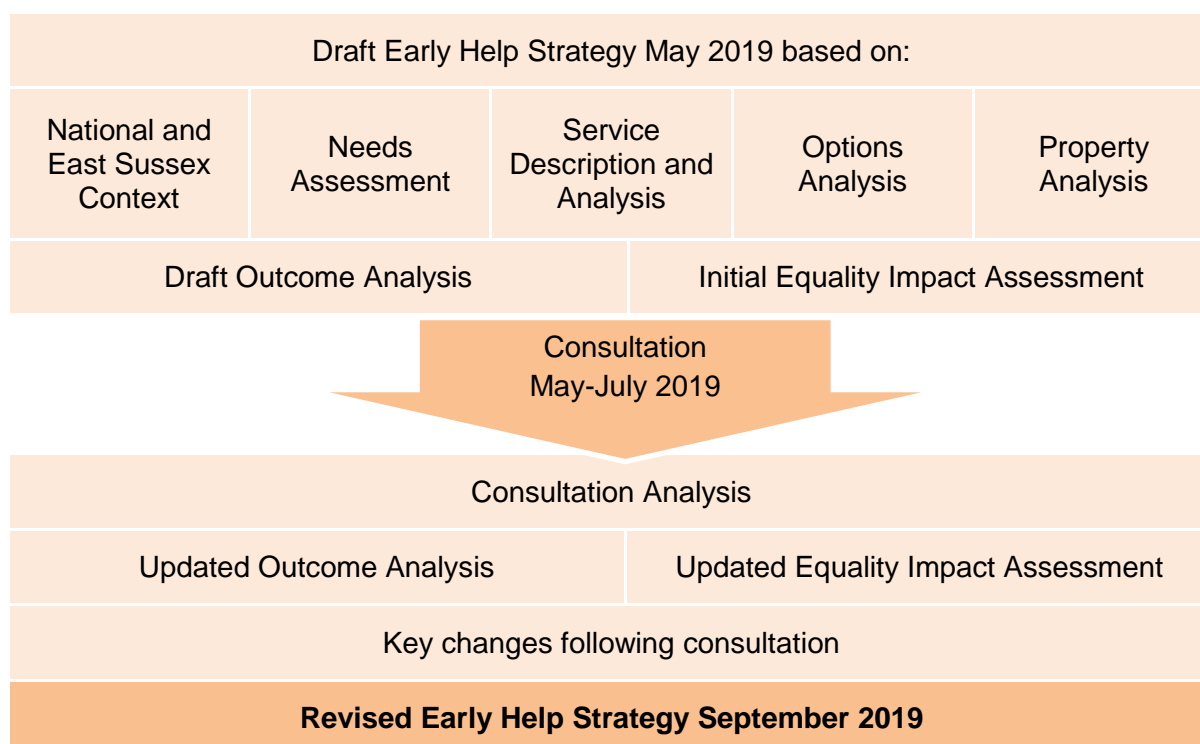 Draft Early Help Strategy May 2019 based on:
National and
East Sussex
Context
Needs
Assessment
Service
Description and
Analysis
Options
Analysis
Property
Analysis
Draft Outcome Analysis
Initial Equality Impact Assessment
Consultation
May-July 2019
Consultation Analysis
Updated Outcome Analysis
Updated Equality Impact Assessment
Key changes following consultation
Revised Early Help Strategy September 2019